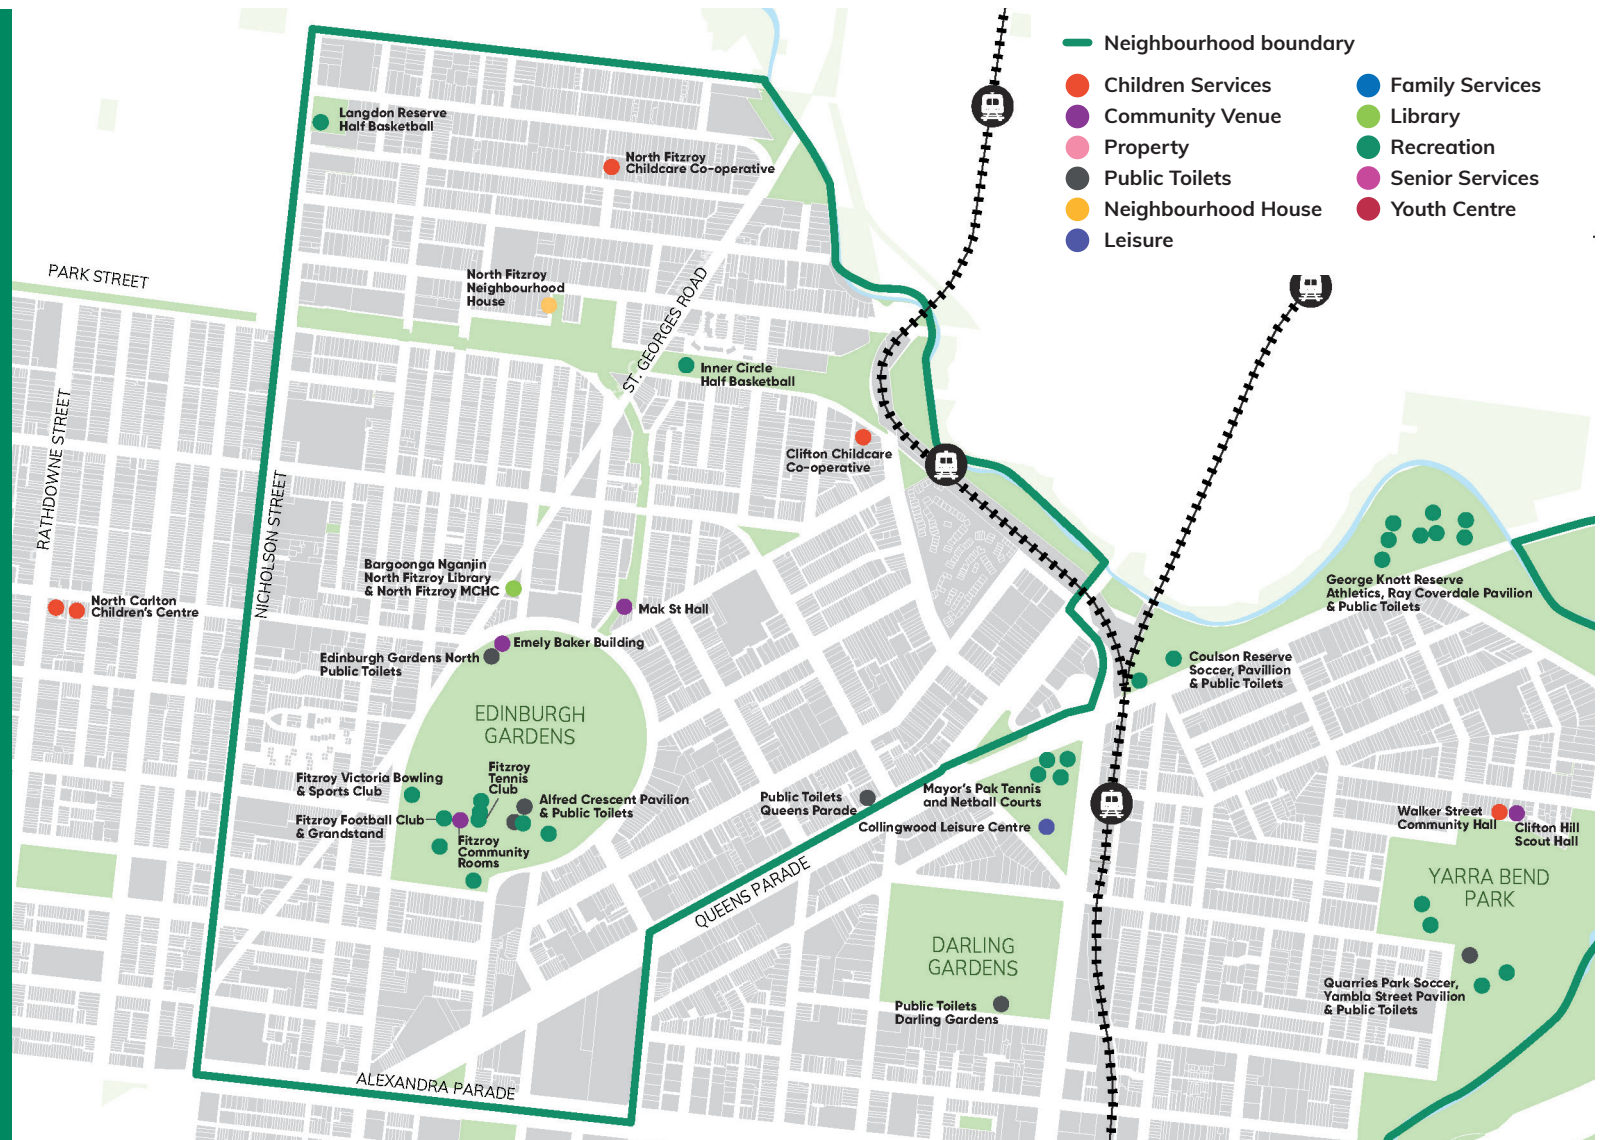 Neighbourhood boundary
Children Services
Community Venue
Property
Public Toilets
Neighbourhood House
Leisure
Family Services
Library
Recreation
Senior Services
Youth Centre
Langdon Reserve
Half Basketball
North Fitzroy
Childcare Co-operative
PARK STREET
North Fitzroy
Neighbourhood
House
ST. GEORGES ROAD
Inner Circle
Half Basketball
RATHDOWNE STREET
NICHOLSON STREET
Clifton Childcare
Co-operative
Bargoonga Nganjin
North Fitzroy Library
& North Fitzroy MCHC
North Carlton
Children's Centre
Mak St Hall
Emely Baker Building
Edinburgh Gardens North
Public Toilets
George Knott Reserve
Athletics, Ray Coverdale Pavilion
& Public Toilets
Coulson Reserve
Soccer, Pavillion
& Public Toilets
EDINBURGH
GARDENS
Fitzroy Victoria Bowling
& Sports Club
Fitzroy
Tennis
Club
Alfred Crescent Pavilion
& Public Toilets
Fitzroy Football Club
& Grandstand
Fitzroy
Community
Rooms
Public Toilets
Queens Parade
Mayor's Pak Tennis
and Netball Courts
Collingwood Leisure Centre
Walker Street
Community Hall
Clifton Hill
Scout Hall
QUEENS PARADE
YARRA BEND
PARK
DARLING
GARDENS
Public Toilets
Darling Gardens
Quarries Park Soccer,
Yambla Street Pavilion
& Public Toilets
ALEXANDRA PARADE